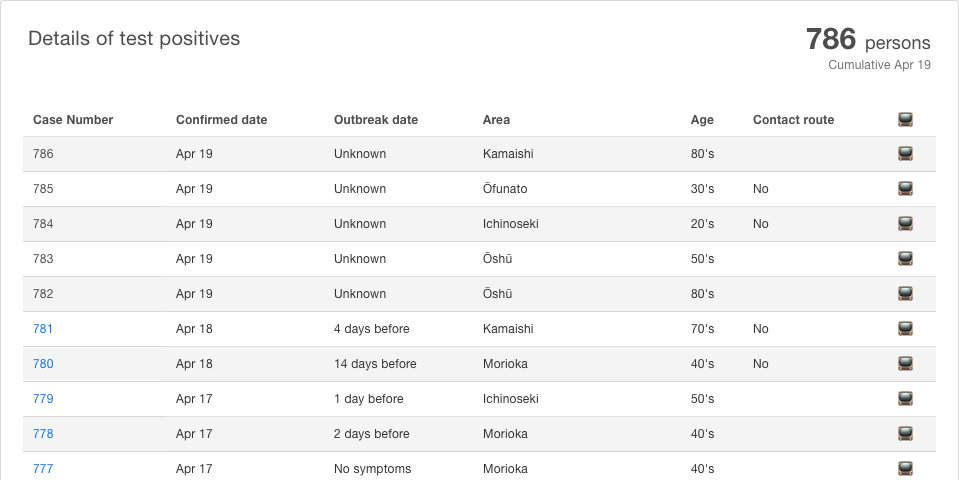 Details of test positives
786 persons
Cumulative Apr 19
Case Number Confirmed date Outbreak date Area Age Contact route
786 Apr 19 Unknown Kamaishi 80's
785 Apr 19 Unknown Ōfunato 30's No
784 Apr 19 Unknown Ichinoseki 20's No
783 Apr 19 Unknown Ōshū 50's
782 Apr 19 Unknown Ōshū 80's
781 Apr 18 4 days before Kamaishi 70's No
780 Apr 18 14 days before Morioka 40's No
779 Apr 17 1 day before Ichinoseki 50's
778 Apr 17 2 days before Morioka 40's
777 Apr 17 No symptoms Morioka 40's